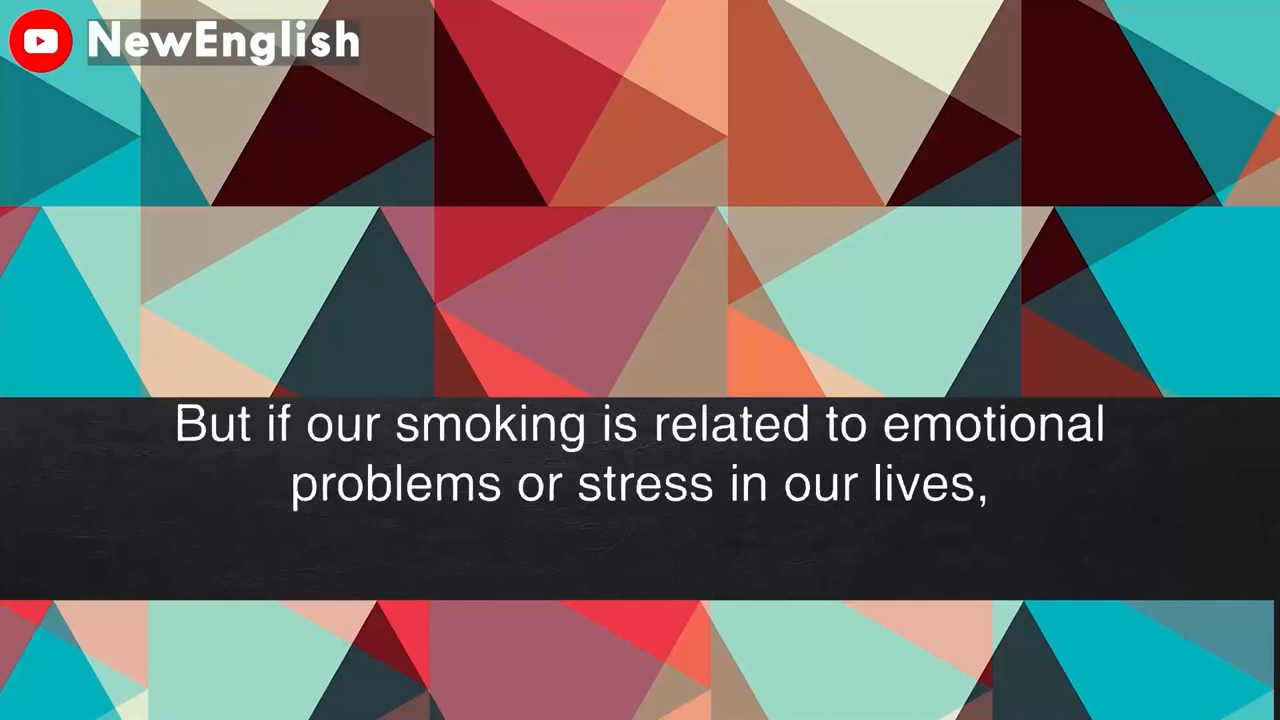 NewEnglish
But if our smoking is related to emotional
problems or stress in our lives,